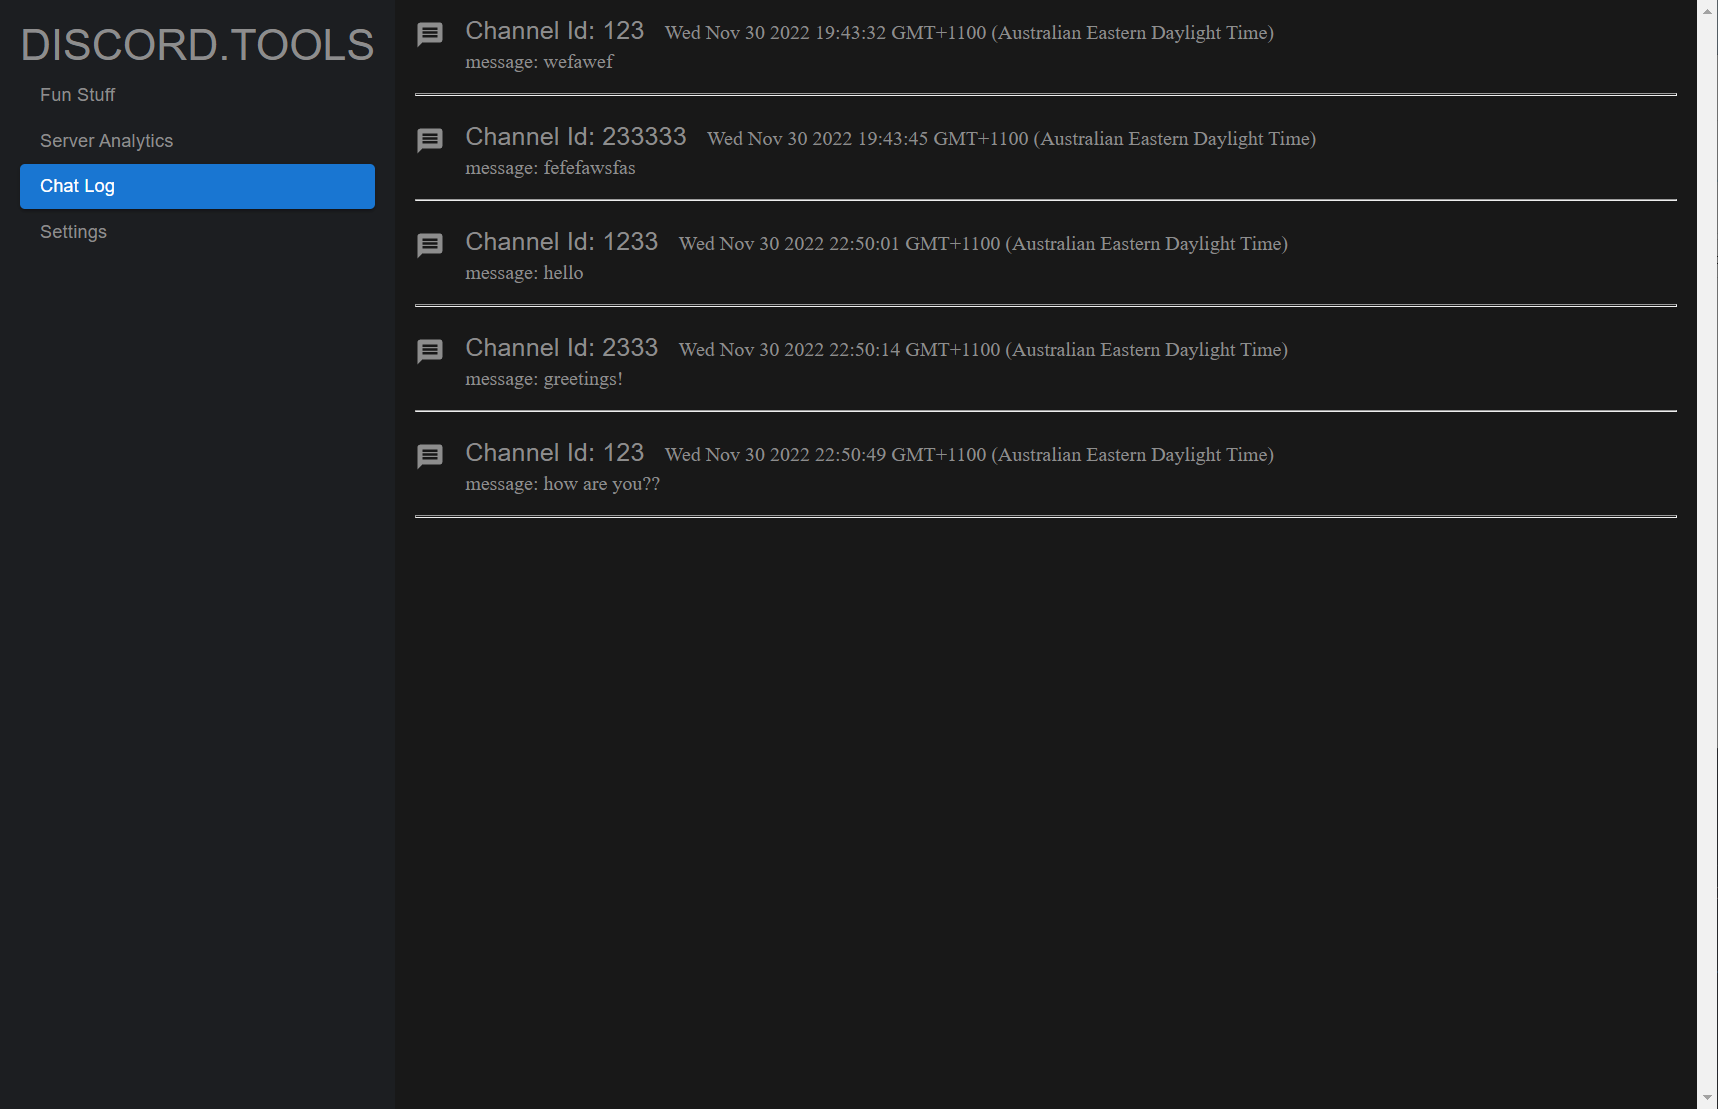 DISCORD.TOOLS
Fun Stuff
Server Analytics
Chat Log
Settings
Channel Id: 123 Wed Nov 30 2022 19:43:32 GMT+1100 (Australian Eastern Daylight Time)
message: wefawef
Channel Id: 233333 Wed Nov 30 2022 19:43:45 GMT+1100 (Australian Eastern Daylight Time)
message: fefefawsfas
Channel Id: 1233 Wed Nov 30 2022 22:50:01 GMT+1100 (Australian Eastern Daylight Time)
message: hello
Channel Id: 2333 Wed Nov 30 2022 22:50:14 GMT+1100 (Australian Eastern Daylight Time)
message: greetings!
Channel Id: 123 Wed Nov 30 2022 22:50:49 GMT+1100 (Australian Eastern Daylight Time)
message: how are you??